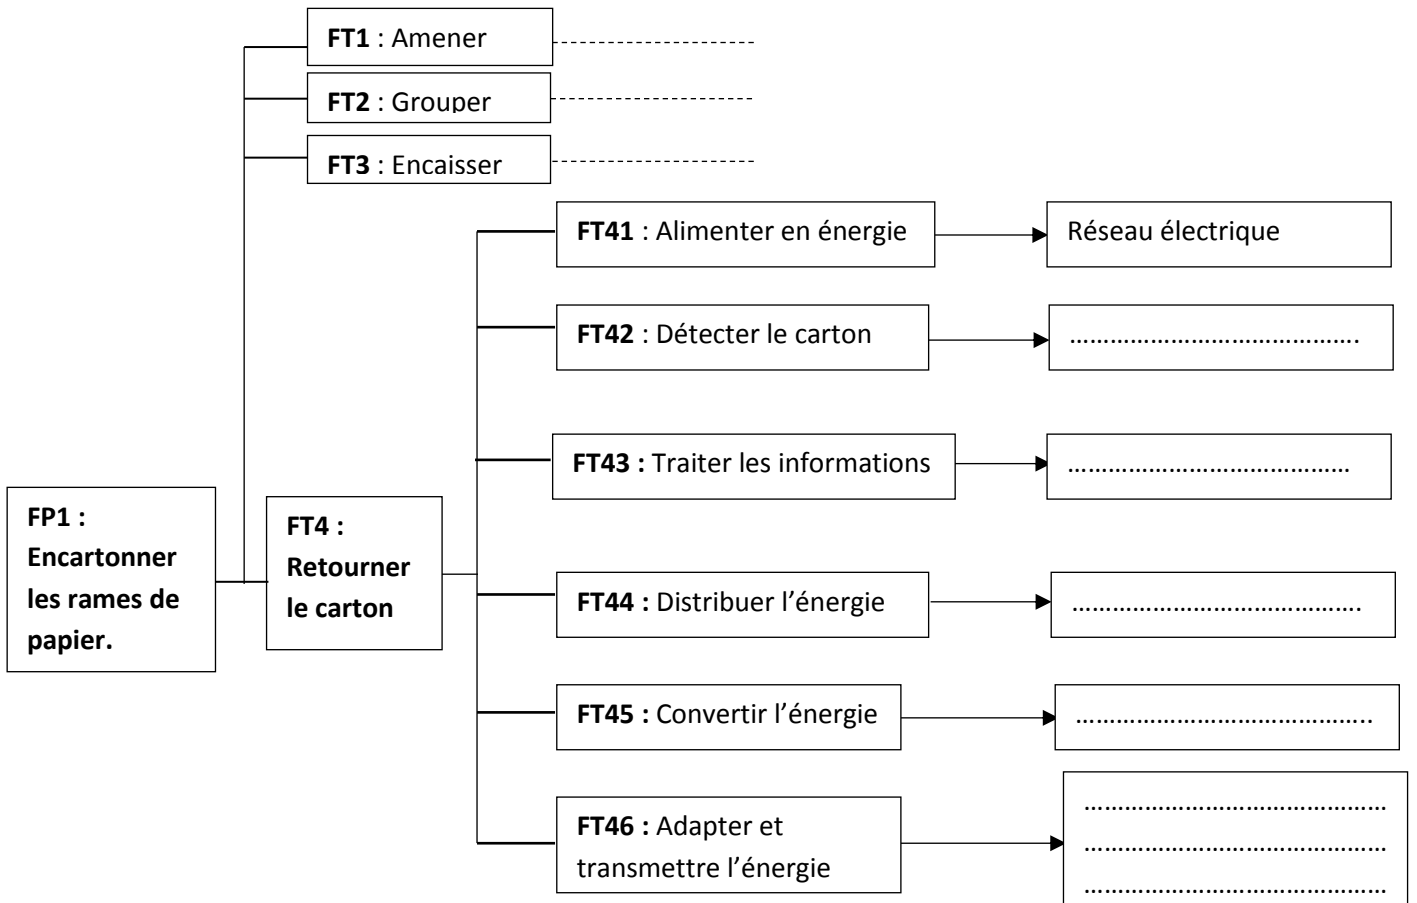 FT1 : Amener
FT2 : Grouper
FT3 : Encaisser
FT41 : Alimenter en énergie
Réseau électrique
FT42 : Détecter le carton
…………………………………….
FT43 : Traiter les informations
……………………………………
FP1 :
Encartonner
les rames de
papier.
FT4 :
Retourner
le carton
FT44 : Distribuer l’énergie
…………………………………….
FT45 : Convertir l’énergie
……………………………………..
FT46 : Adapter et
transmettre l’énergie
………………………………………
………………………………………
………………………………………